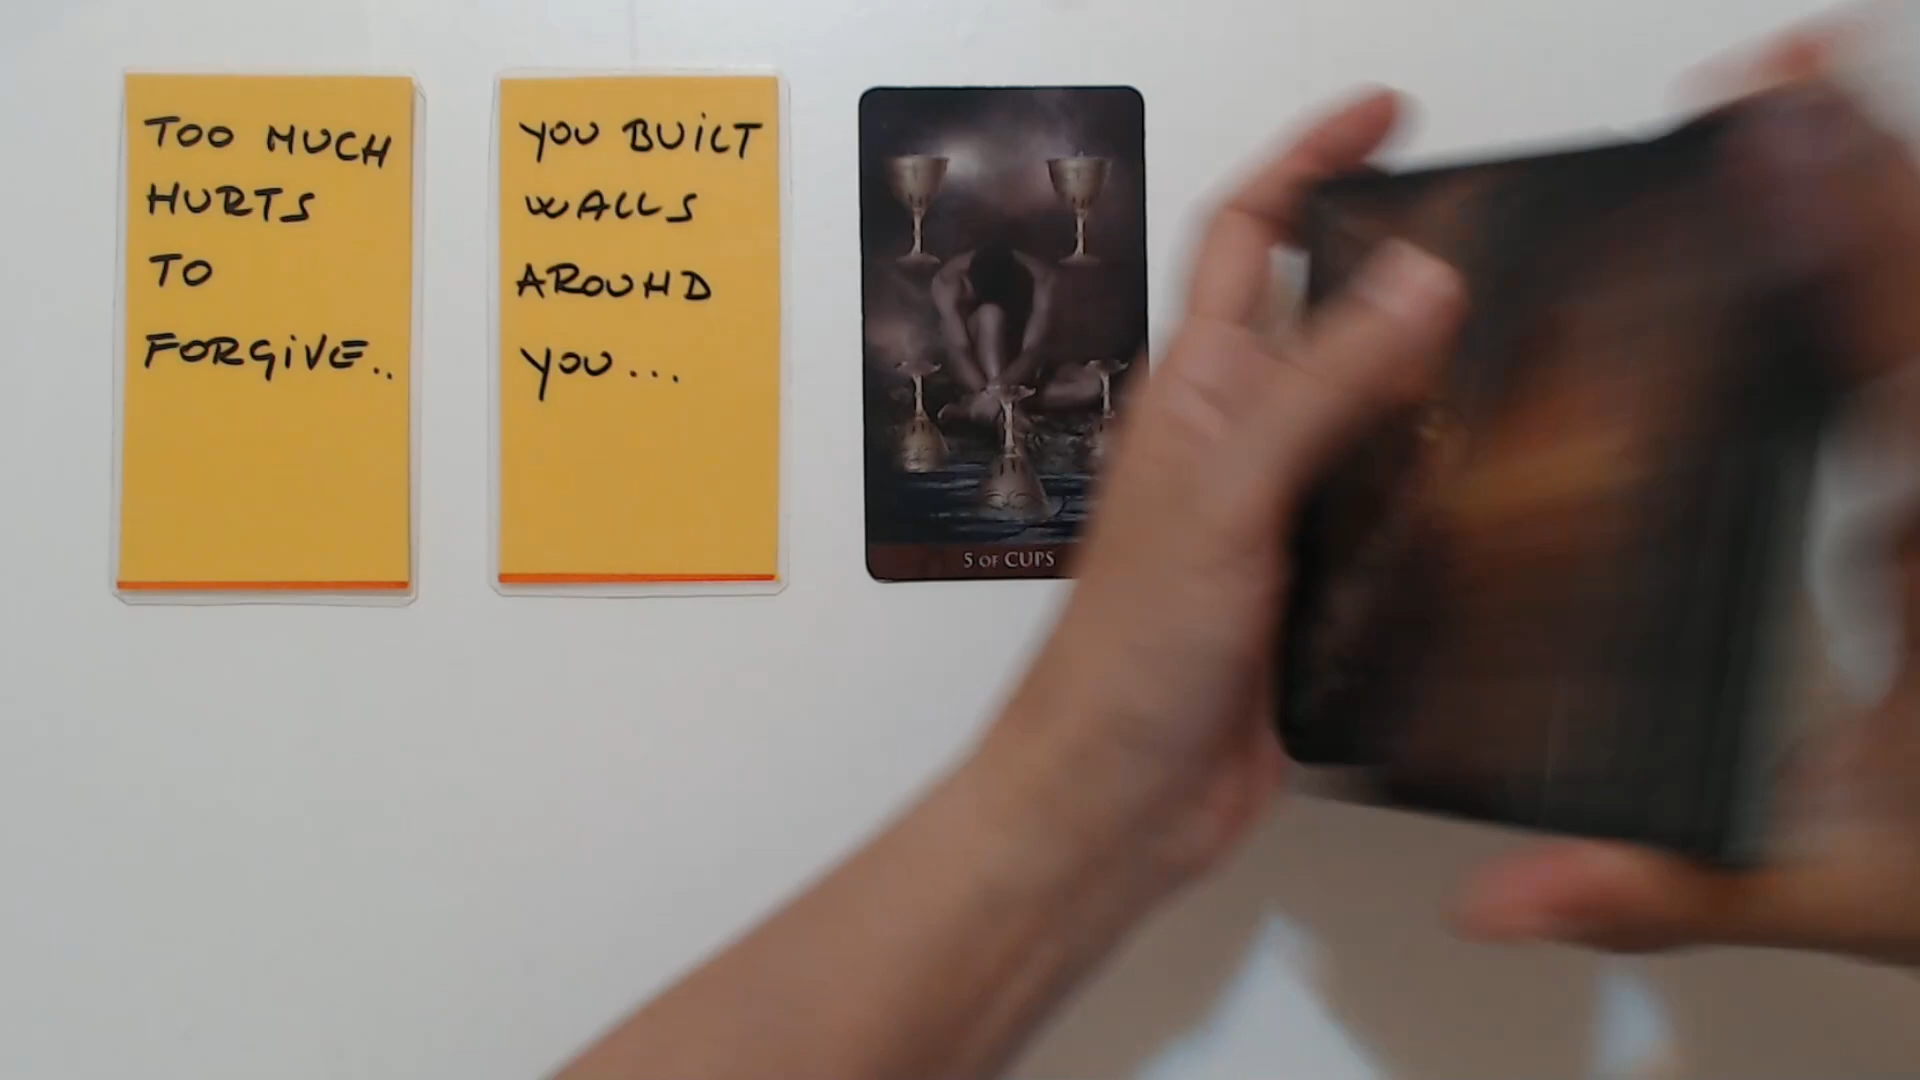 TOO MUCH
HURTS
TO
FORGIVE..
YOU BUILT
WALLS
AROUND
YOU...
5 OF CUPS